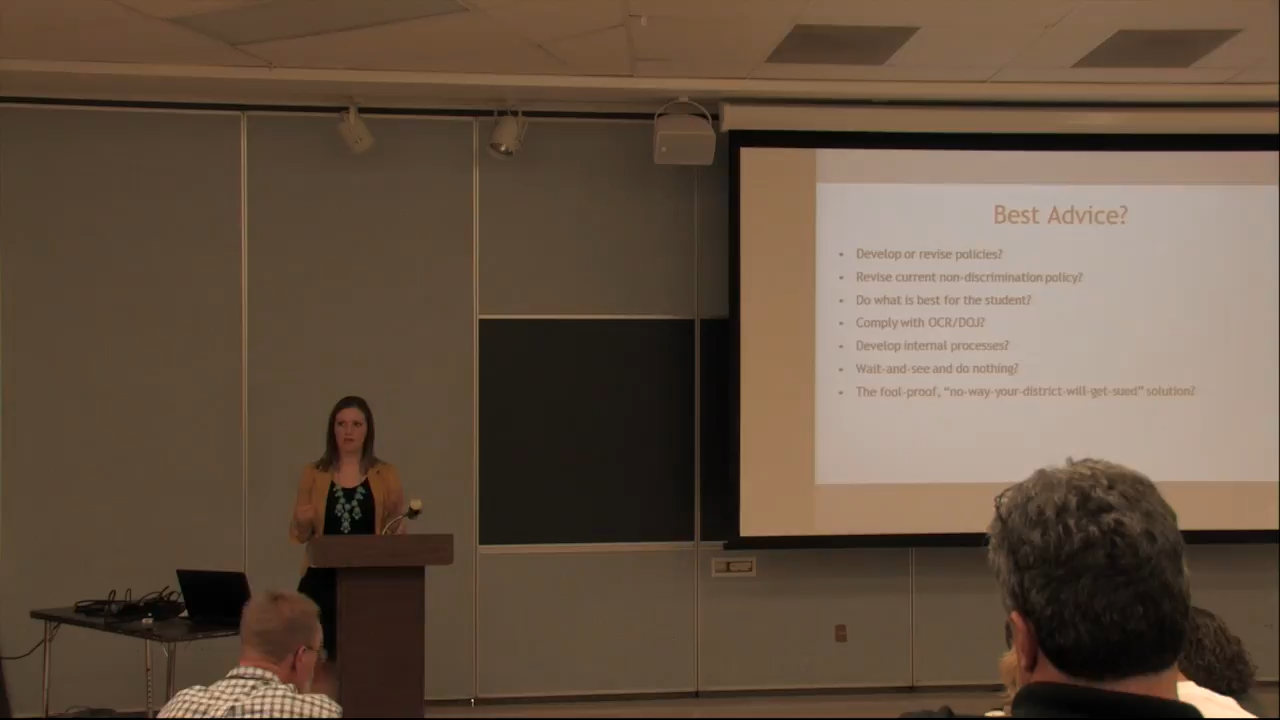 Best Advice?
• Develop or revise policies?
• Revise current non-discrimination policy?
• Do what is best for the student?
• Comply with OCR/DOJ?
• Develop internal processes?
• Wait-and-see and do nothing?
• The fool-proof, “no-way-your-district-will-get-sued” solution?